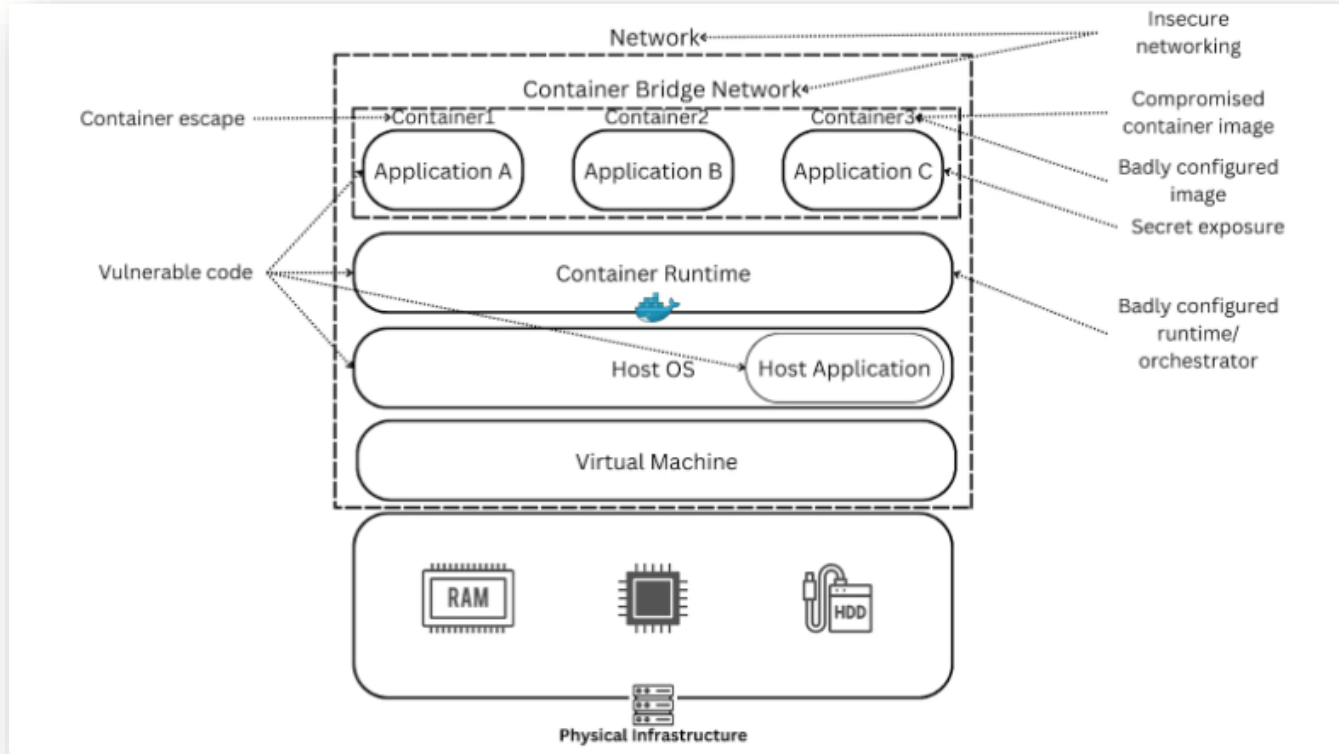 Insecure
networking
Network
Container Bridge Network
Compromised
container image
Container escape
Container1
Container2
Container3
Application A
Application B
Application C
Badly configured
image
Secret exposure
Vulnerable code
Container Runtime
Badly configured
runtime/
orchestrator
Host OS
Host Application
Virtual Machine
RAM
HDD
Physical Infrastructure